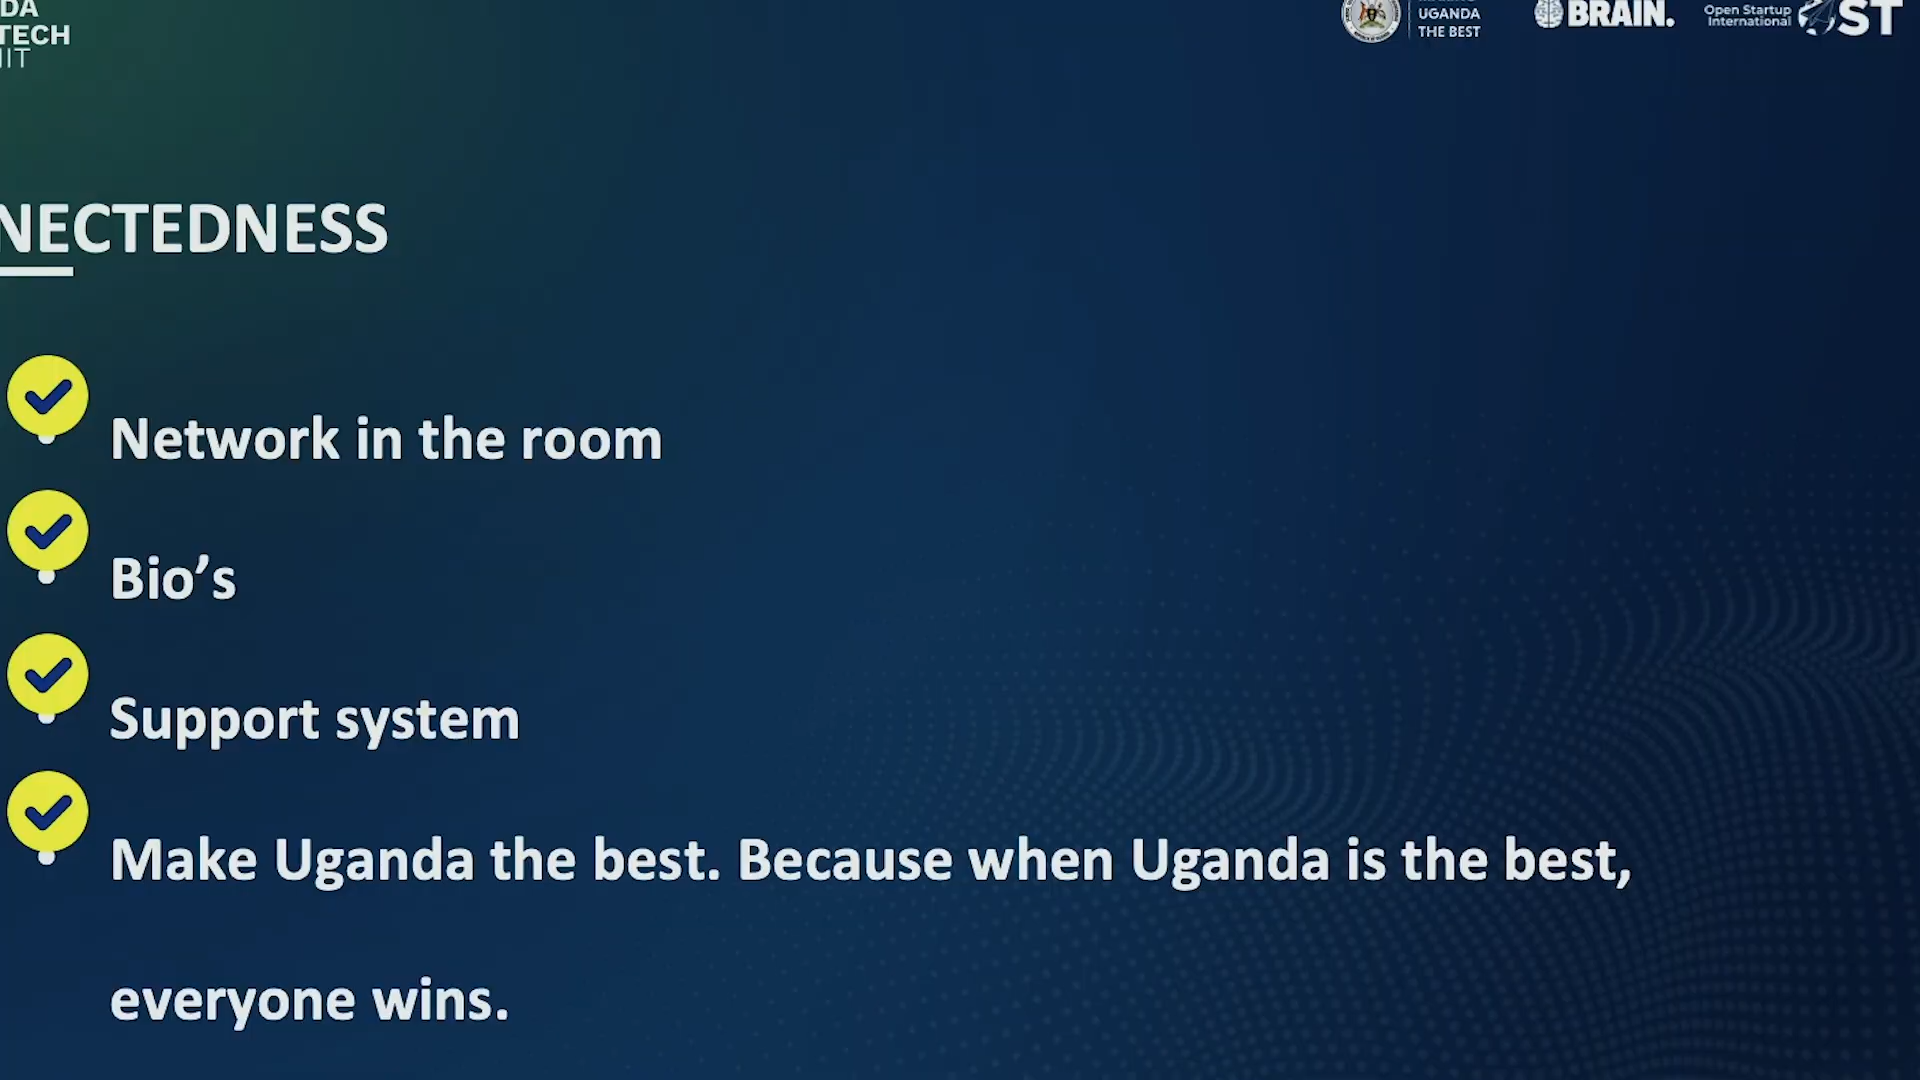 DA
TECH
IIT
UGANDA
THE BEST
BRAIN.
Open Startup
International
ST
NECTEDNESS
Network in the room
Bio’s
Support system
Make Uganda the best. Because when Uganda is the best,
everyone wins.